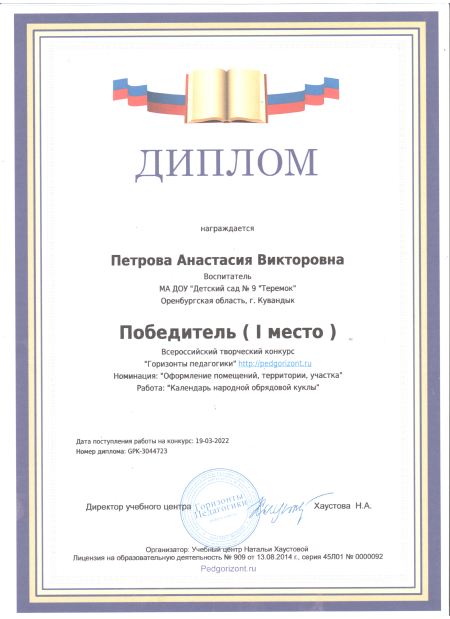 ДИПЛОМ
награждается
Петрова Анастасия Викторовна
Воспитатель
МА ДОУ "Детский сад № 9 "Теремок"
Оренбургская область, г. Кувандык
Победитель ( I место )
Всероссийский творческий конкурс
"Горизонты педагогики" http://pedgorizont.ru
Номинация: "Оформление помещений, территории, участка"
Работа: "Календарь народной обрядовой куклы"
Дата поступления работы на конкурс: 19-03-2022
Номер диплома: GPK-3044723
Горизонты
Педагогики
Директор учебного центра
Хаустова Н.А.
Организатор: Учебный центр Натальи Хаустовой
Лицензия на образовательную деятельность № 909 от 13.08.2014 г., серия 45Л01 № 0000092
Pedgorizont.ru